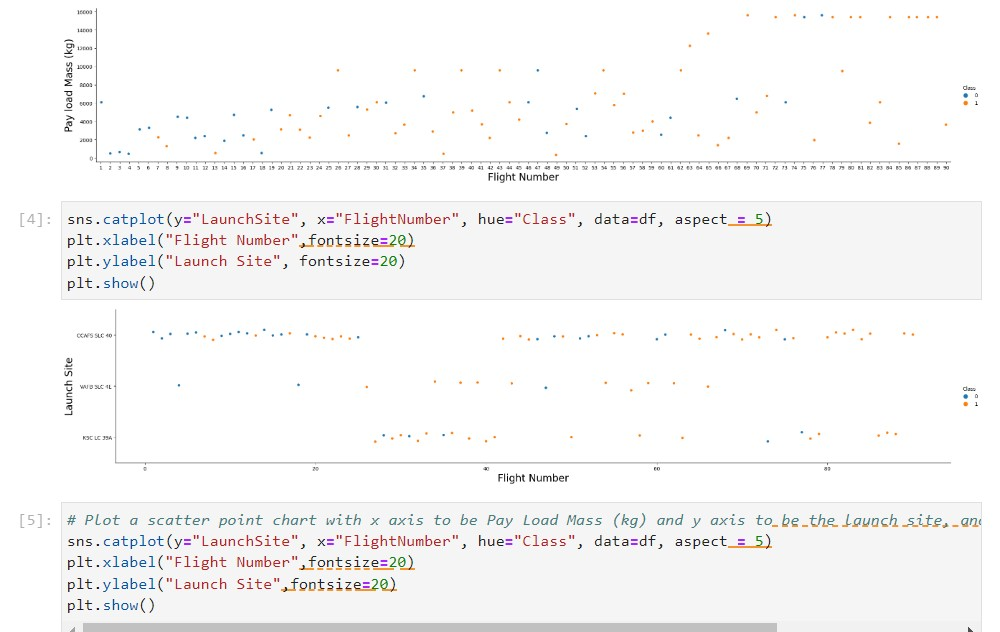 16000
14000
12000
10000
8000
6000
4000
2000
0
Pay load Mass (kg)
1 2 3 4 5 6 7 8 9 10 11 12 13 14 15 16 17 18 19 20 21 22 23 24 25 26 27 28 29 30 31 32 33 34 35 36 37 38 39 40 41 42 43 44 45 46 47 48 49 50 51 52 53 54 55 56 57 58 59 60 61 62 63 64 65 66 67 68 69 70 71 72 73 74 75 76 77 78 79 80 81 82 83 84 85 86 87 88 89 90
Flight Number
Class
0
1
[4]:
sns.catplot(y="LaunchSite", x="FlightNumber", hue="Class", data=df, aspect = 5)
plt.xlabel("Flight Number",fontsize=20)
plt.ylabel("Launch Site", fontsize=20)
plt.show()
CCAFS SLC 40
VAFB SLC 4E
KSC LC 39A
Launch Site
0 20 40 60 80
Flight Number
Class
0
1
[5]:
# Plot a scatter point chart with x axis to be Pay Load Mass (kg) and y axis to be the launch site, and
sns.catplot(y="LaunchSite", x="FlightNumber", hue="Class", data=df, aspect = 5)
plt.xlabel("Flight Number",fontsize=20)
plt.ylabel("Launch Site",fontsize=20)
plt.show()